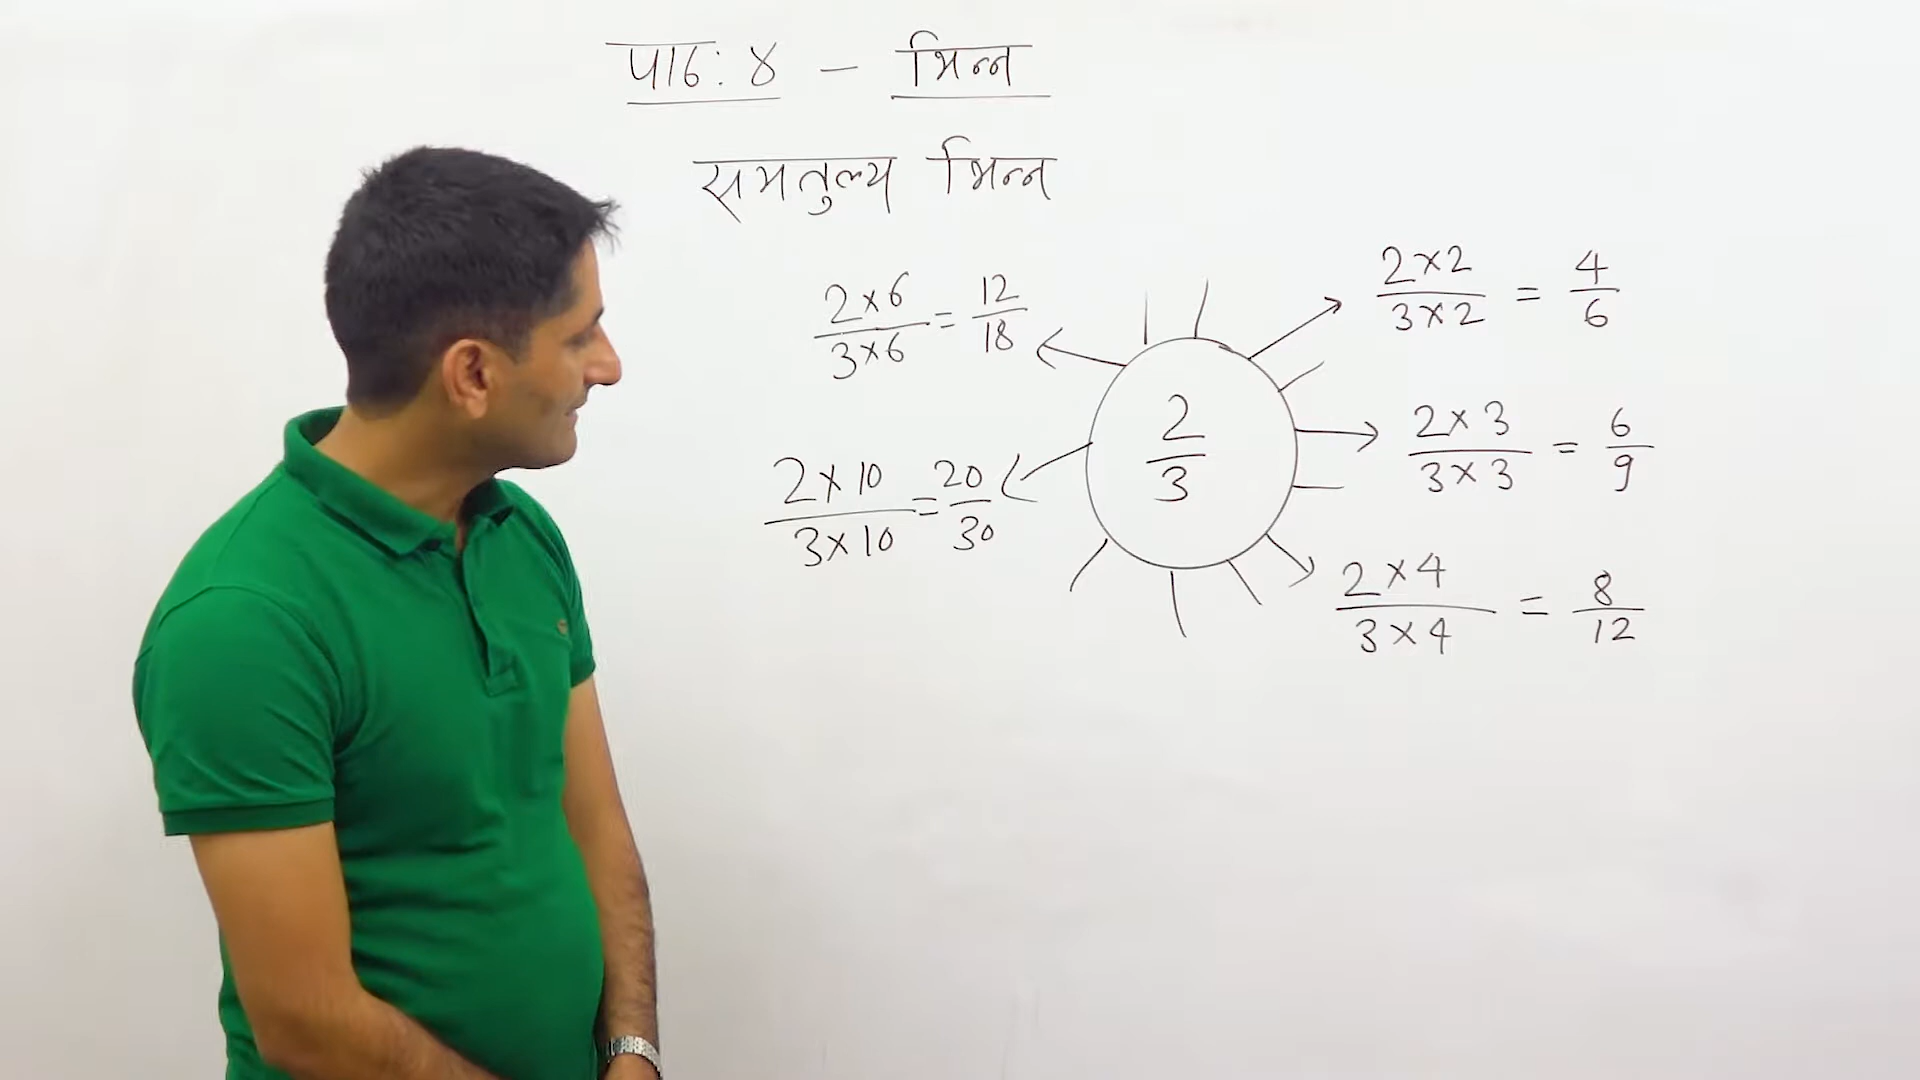 पाठ: ४ – भिन्न
समतुल्य भिन्न
2×6/3×6 = 12/18
2×10/3×10 = 20/30
2/3
2×2/3×2 = 4/6
2×3/3×3 = 6/9
2×4/3×4 = 8/12